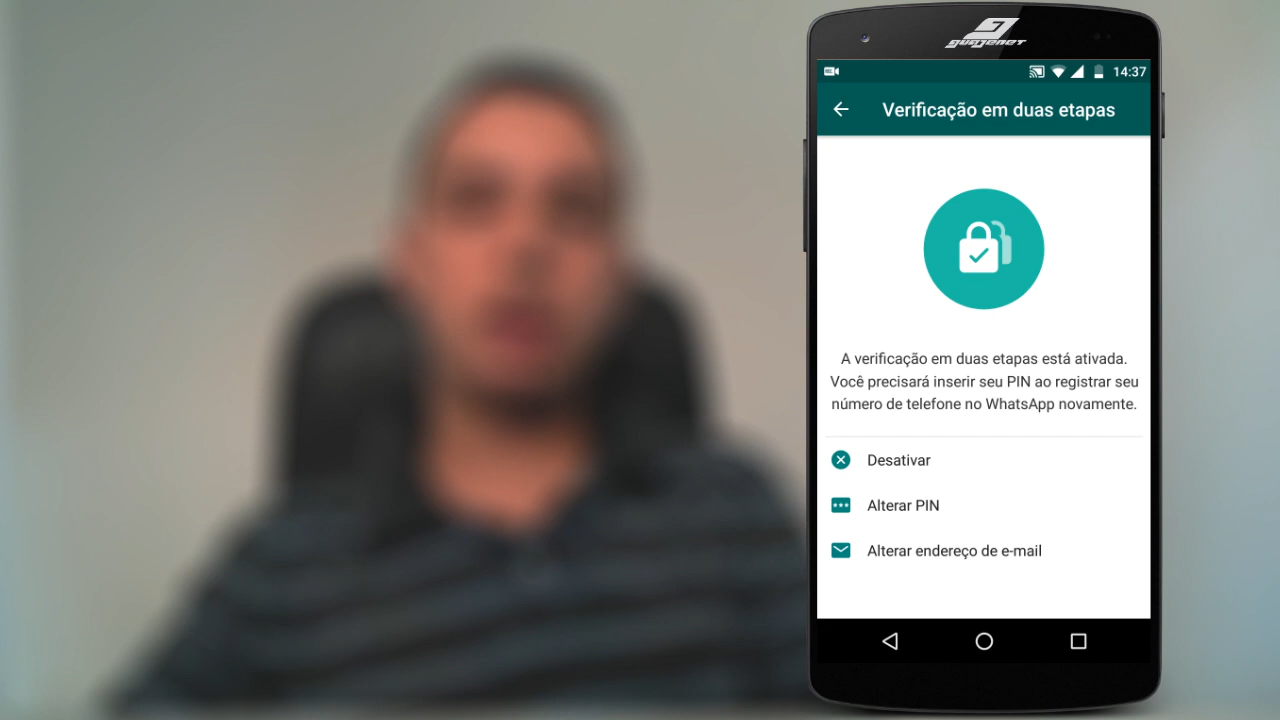 guajenet
14:37
Verificação em duas etapas
A verificação em duas etapas está ativada.
Você precisará inserir seu PIN ao registrar seu
número de telefone no WhatsApp novamente.
Desativar
Alterar PIN
Alterar endereço de e-mail